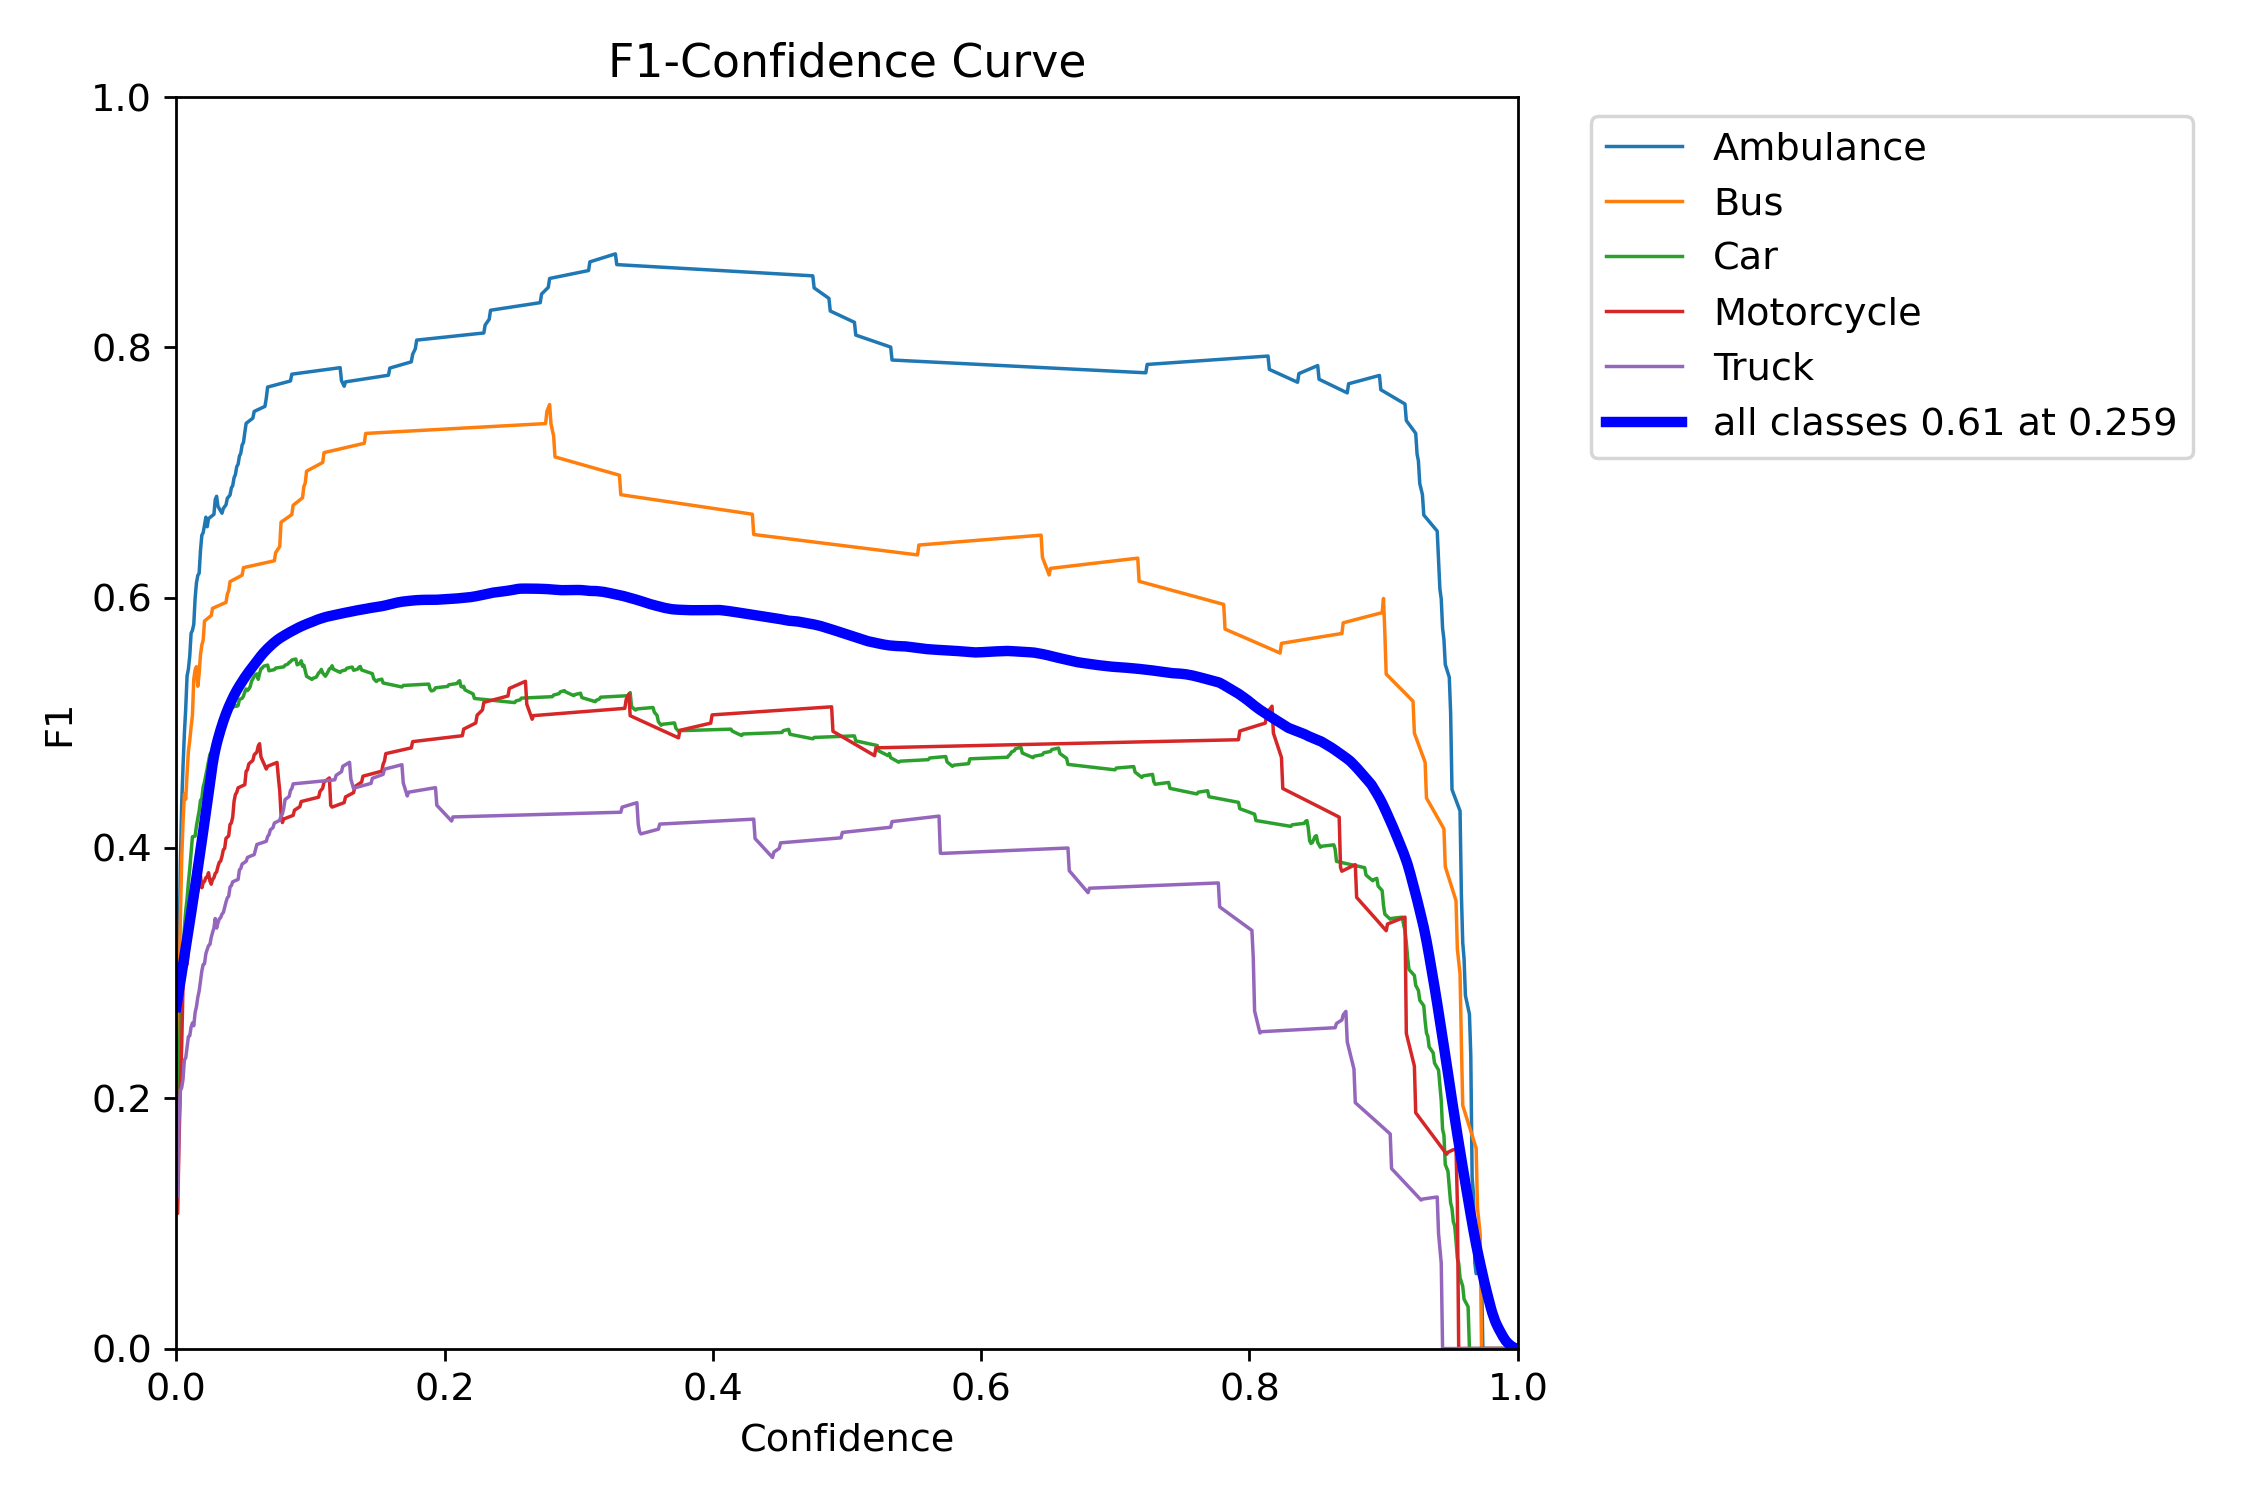 F1-Confidence Curve
1.0
0.8
0.6
0.4
0.2
0.0
F1
0.0 0.2 0.4 0.6 0.8 1.0
Confidence
Ambulance
Bus
Car
Motorcycle
Truck
all classes 0.61 at 0.259